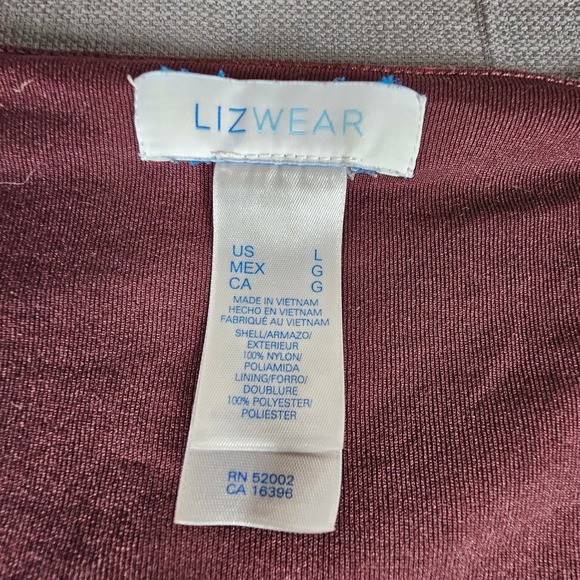 LIZWEAR
US L
MEX G
CA G
MADE IN VIETNAM
HECHO EN VIETNAM
FABRIQUÉ AU VIETNAM
SHELL/ARMAZO/
EXTERIEUR
100% NYLON/
POLIAMIDA
LINING/FORRO/
DOUBLURE
100% POLYESTER/
POLIESTER
RN 52002
CA 16396